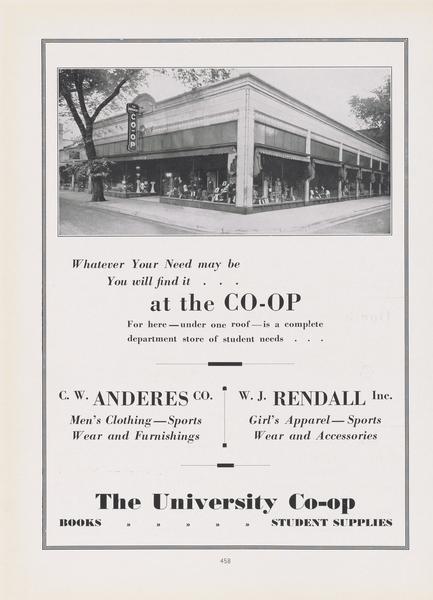 CO-OP
Whatever Your Need may be
You will find it . . .
at the CO-OP
For here—under one roof—is a complete
department store of student needs . . .
C. W. ANDERES CO.
Men's Clothing—Sports
Wear and Furnishings
W. J. RENDALL Inc.
Girl's Apparel—Sports
Wear and Accessories
The University Co-op
BOOKS » » » » » STUDENT SUPPLIES
458